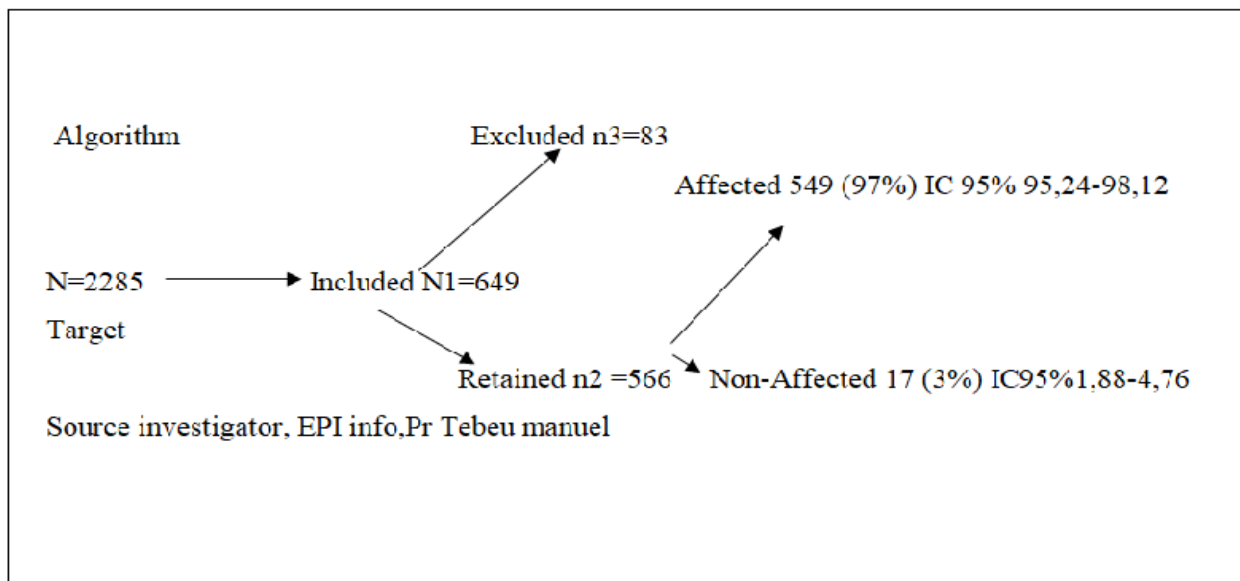 Algorithm
Excluded n3=83
Affected 549 (97%) IC 95% 95,24-98,12
N=2285
Included N1=649
Target
Retained n2 =566
Non-Affected 17 (3%) IC95%1,88-4,76
Source investigator, EPI info,Pr Tebeu manuel